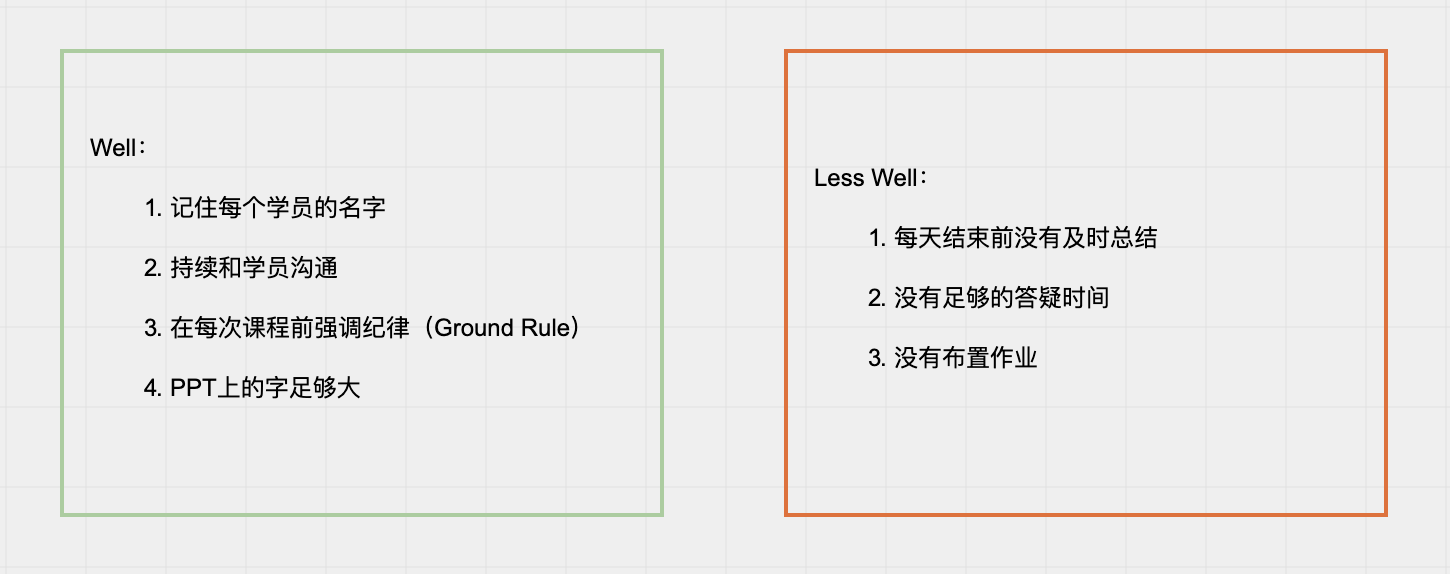 Well：
1. 记住每个学员的名字
2. 持续和学员沟通
3. 在每次课程前强调纪律（Ground Rule）
4. PPT上的字足够大
Less Well：
1. 每天结束前没有及时总结
2. 没有足够的答疑时间
3. 没有布置作业